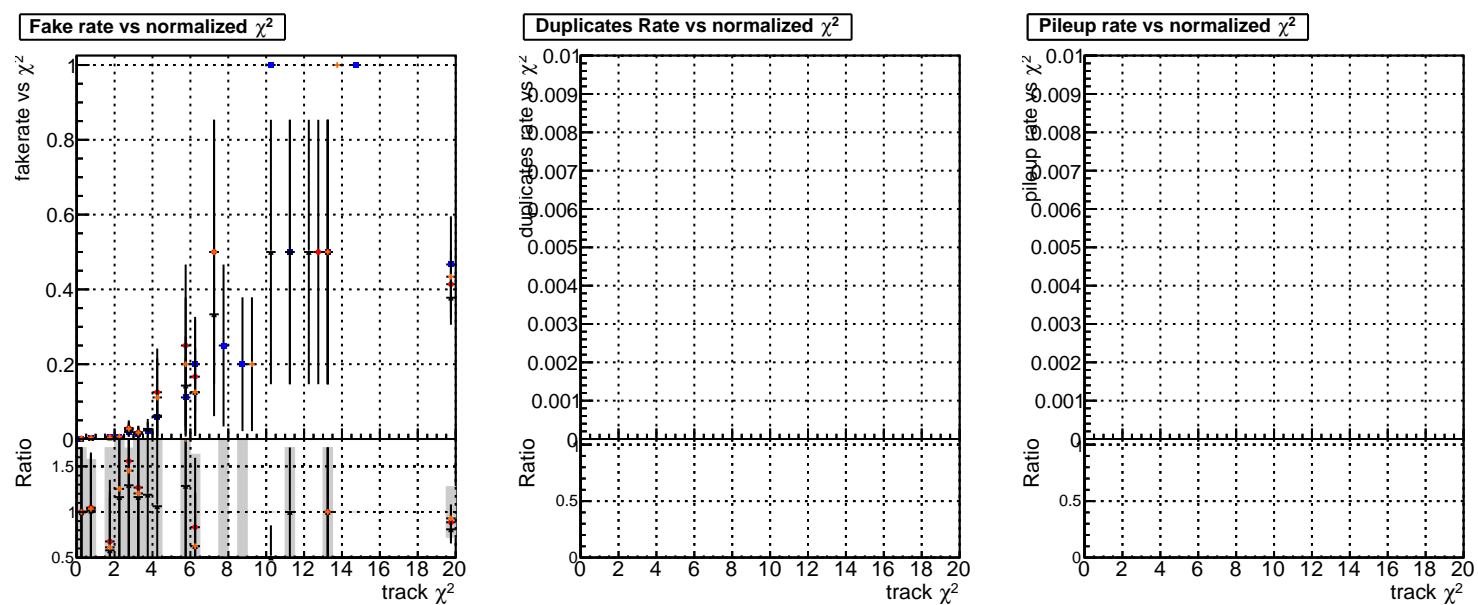 Fake rate vs normalized χ²
fakerate vs χ²
1
0.8
0.6
0.4
0.2
0
Ratio
1.5
1
0.5
0 2 4 6 8 10 12 14 16 18 20
track χ²
Duplicates Rate vs normalized χ²
duplicates rate vs χ²
0.01
0.009
0.008
0.007
0.006
0.005
0.004
0.003
0.002
0.001
0
Ratio
1
0.5
0
0 2 4 6 8 10 12 14 16 18 20
track χ²
Pileup rate vs normalized χ²
pileup rate vs χ²
0.01
0.009
0.008
0.007
0.006
0.005
0.004
0.003
0.002
0.001
0
Ratio
1
0.5
0
0 2 4 6 8 10 12 14 16 18 20
track χ²